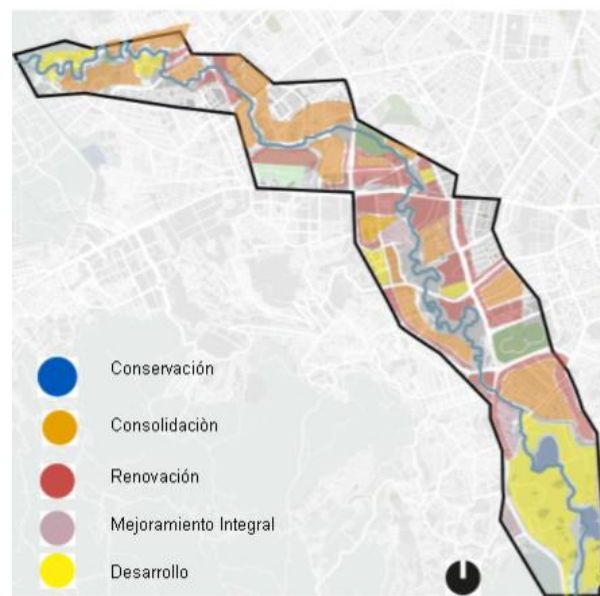 Conservación
Consolidaciòn
Renovación
Mejoramiento Integral
Desarrollo